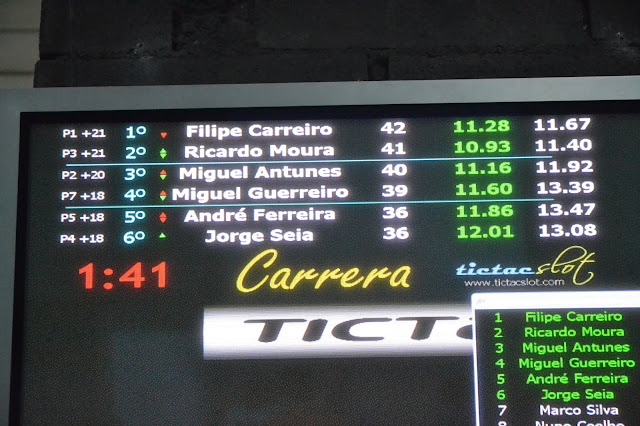 P1 +21 1º Filipe Carreiro 42 11.28 11.67
P3 +21 2º Ricardo Moura 41 10.93 11.40
P2 +20 3º Miguel Antunes 40 11.16 11.92
P7 +18 4º Miguel Guerreiro 39 11.60 13.39
P5 +18 5º André Ferreira 36 11.86 13.47
P4 +18 6º Jorge Seia 36 12.01 13.08
1:41 Carrera tictacslot
www.tictacslot.com
1 Filipe Carreiro
2 Ricardo Moura
3 Miguel Antunes
4 Miguel Guerreiro
5 André Ferreira
6 Jorge Seia
7 Marco Silva
8 Nuno Coelho